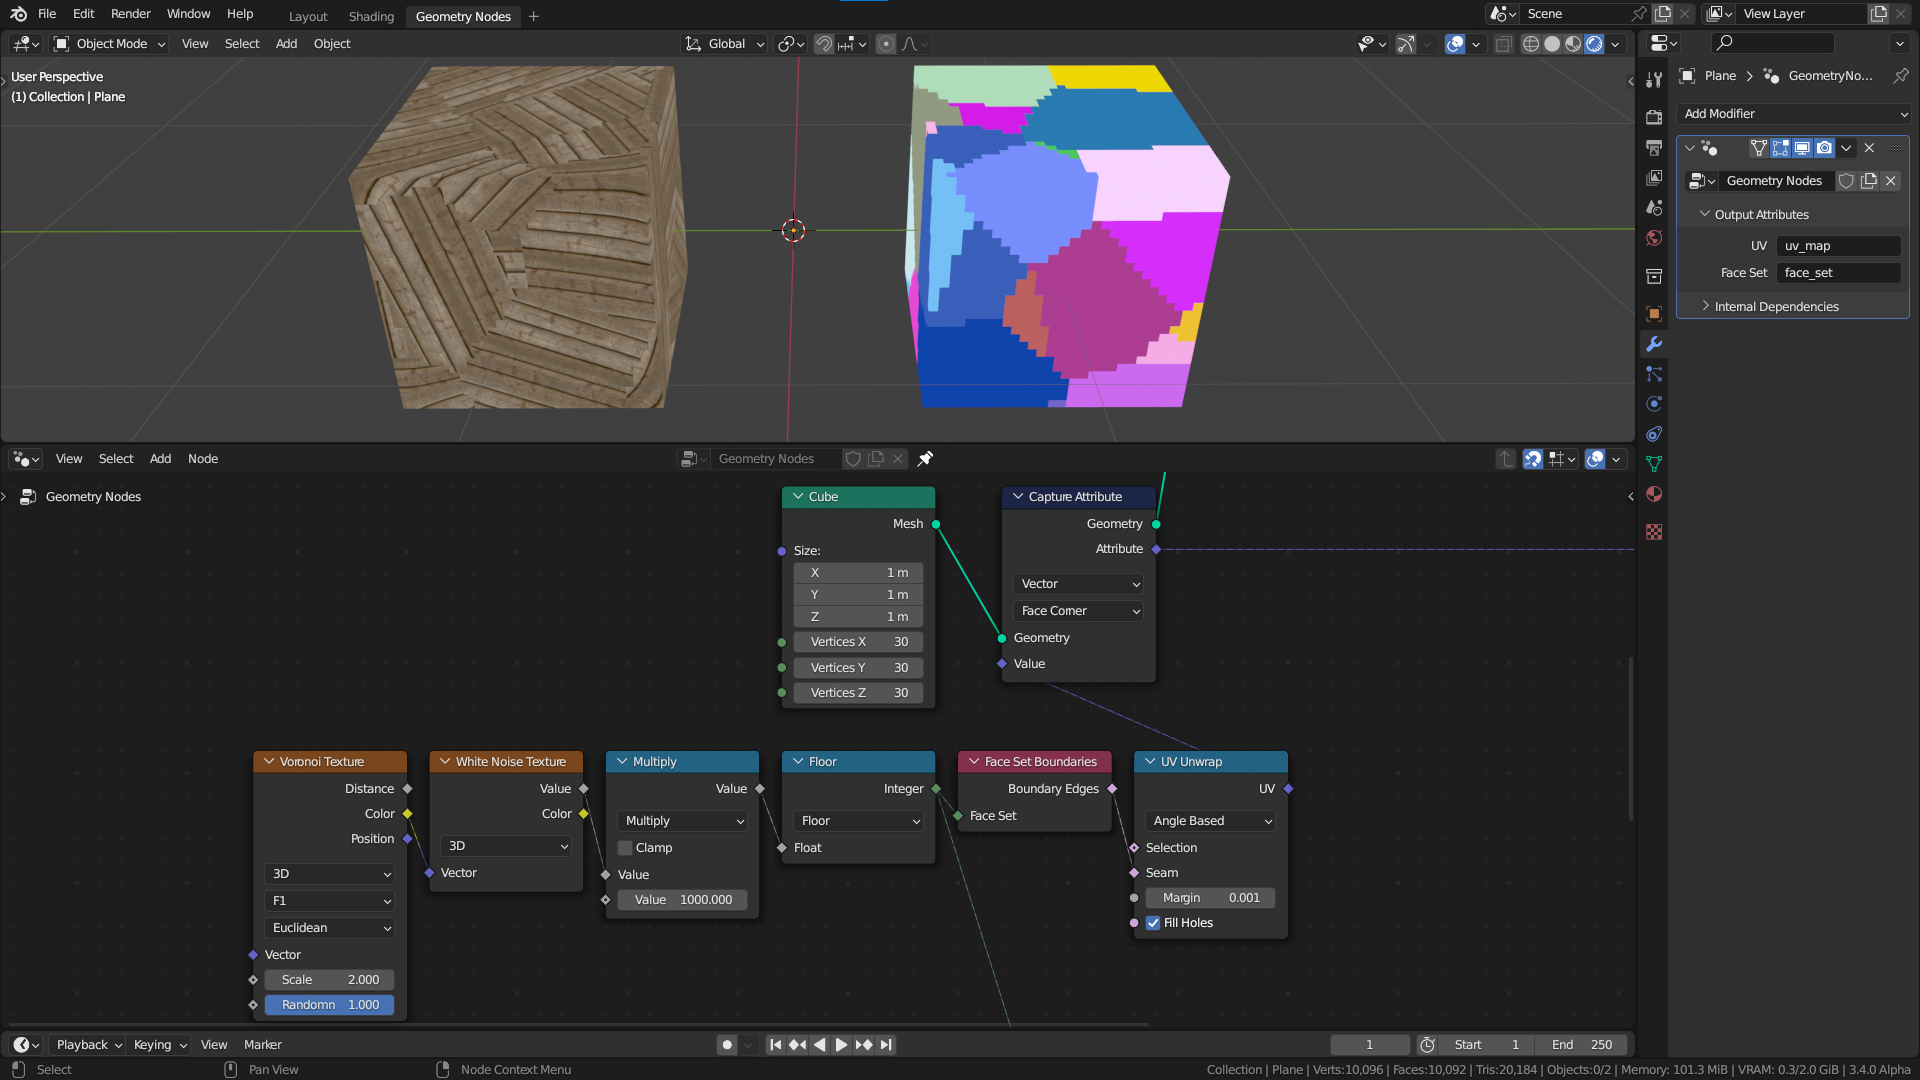 File Edit Render Window Help Layout Shading Geometry Nodes + Scene View Layer
Object Mode View Select Add Object Global
User Perspective
(1) Collection | Plane
Plane > GeometryNo...
Add Modifier
Geometry Nodes
Output Attributes
UV uv_map
Face Set face_set
Internal Dependencies
View Select Add Node Geometry Nodes
Geometry Nodes
Cube
Mesh
Size:
X 1 m
Y 1 m
Z 1 m
Vertices X 30
Vertices Y 30
Vertices Z 30
Capture Attribute
Geometry
Attribute
Vector
Face Corner
Geometry
Value
Voronoi Texture
Distance
Color
Position
3D
F1
Euclidean
Vector
Scale 2.000
Randomn 1.000
White Noise Texture
Value
Color
3D
Vector
Multiply
Value
Multiply
Clamp
Value
Value 1000.000
Floor
Integer
Floor
Float
Face Set Boundaries
Boundary Edges
Face Set
UV Unwrap
UV
Angle Based
Selection
Seam
Margin 0.001
Fill Holes
Playback Keying View Marker 1 Start 1 End 250
Select Pan View Node Context Menu Collection | Plane | Verts:10,096 | Faces:10,092 | Tris:20,184 | Objects:0/2 | Memory: 101.3 MiB | VRAM: 0.3/2.0 GiB | 3.4.0 Alpha